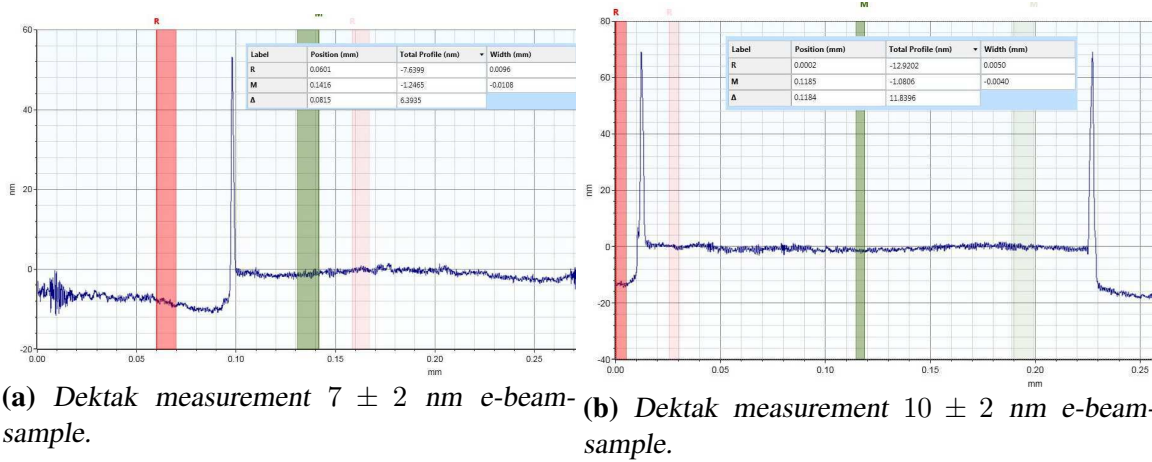 R
M
R
Label Position (mm) Total Profile (nm) Width (mm)
R 0.0601 -7.6399 0.0096
M 0.1416 -1.2465 -0.0108
Δ 0.0815 6.3935
60
40
20
0
-20
nm
0.00 0.05 0.10 0.15 0.20 0.25
mm
(a) Dektak measurement 7 ± 2 nm e-beam-
sample.
R
R
M
M
Label Position (mm) Total Profile (nm) Width (mm)
R 0.0002 -12.9202 0.0050
M 0.1185 -1.0806 -0.0040
Δ 0.1184 11.8396
80
60
40
20
0
-20
-40
nm
0.00 0.05 0.10 0.15 0.20 0.25
mm
(b) Dektak measurement 10 ± 2 nm e-beam-
sample.